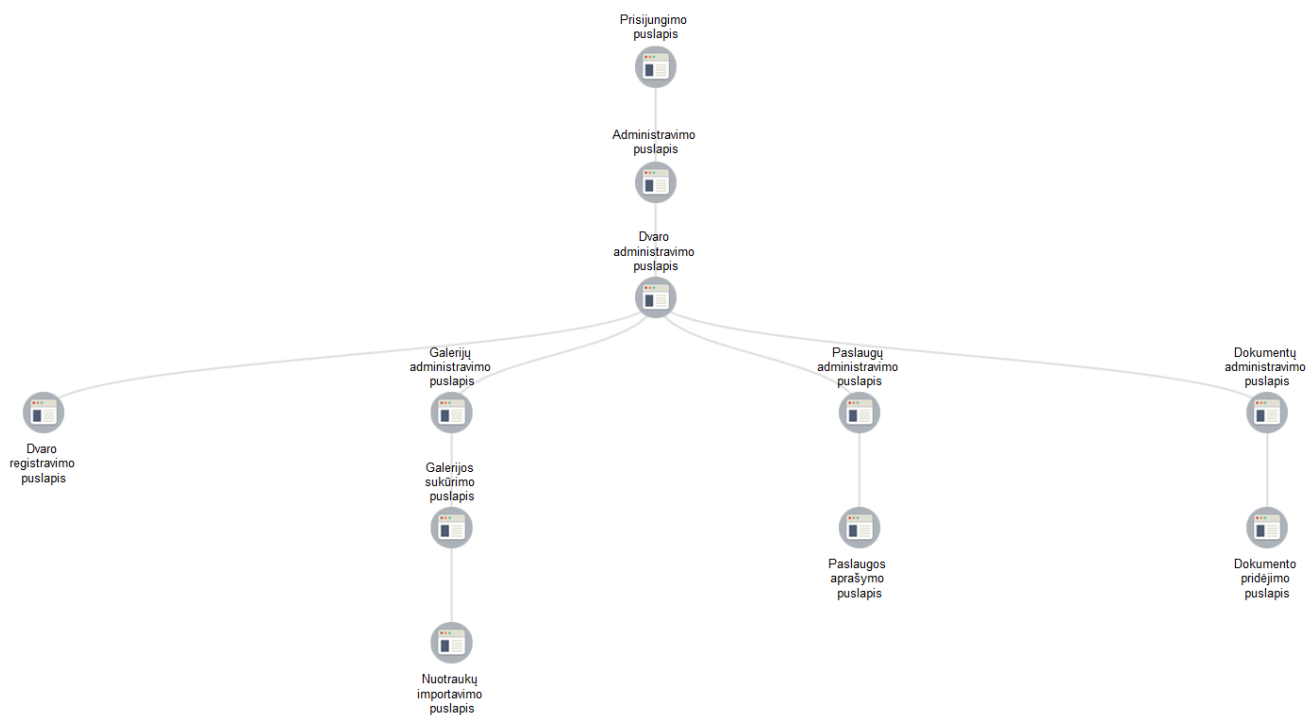 Prisijungimo
puslapis
Administravimo
puslapis
Dvaro
administravimo
puslapis
Galerijų
administravimo
puslapis
Paslaugų
administravimo
puslapis
Dokumentų
administravimo
puslapis
Dvaro
registravimo
puslapis
Galerijos
sukūrimo
puslapis
Paslaugos
aprašymo
puslapis
Dokumento
pridėjimo
puslapis
Nuotraukų
importavimo
puslapis